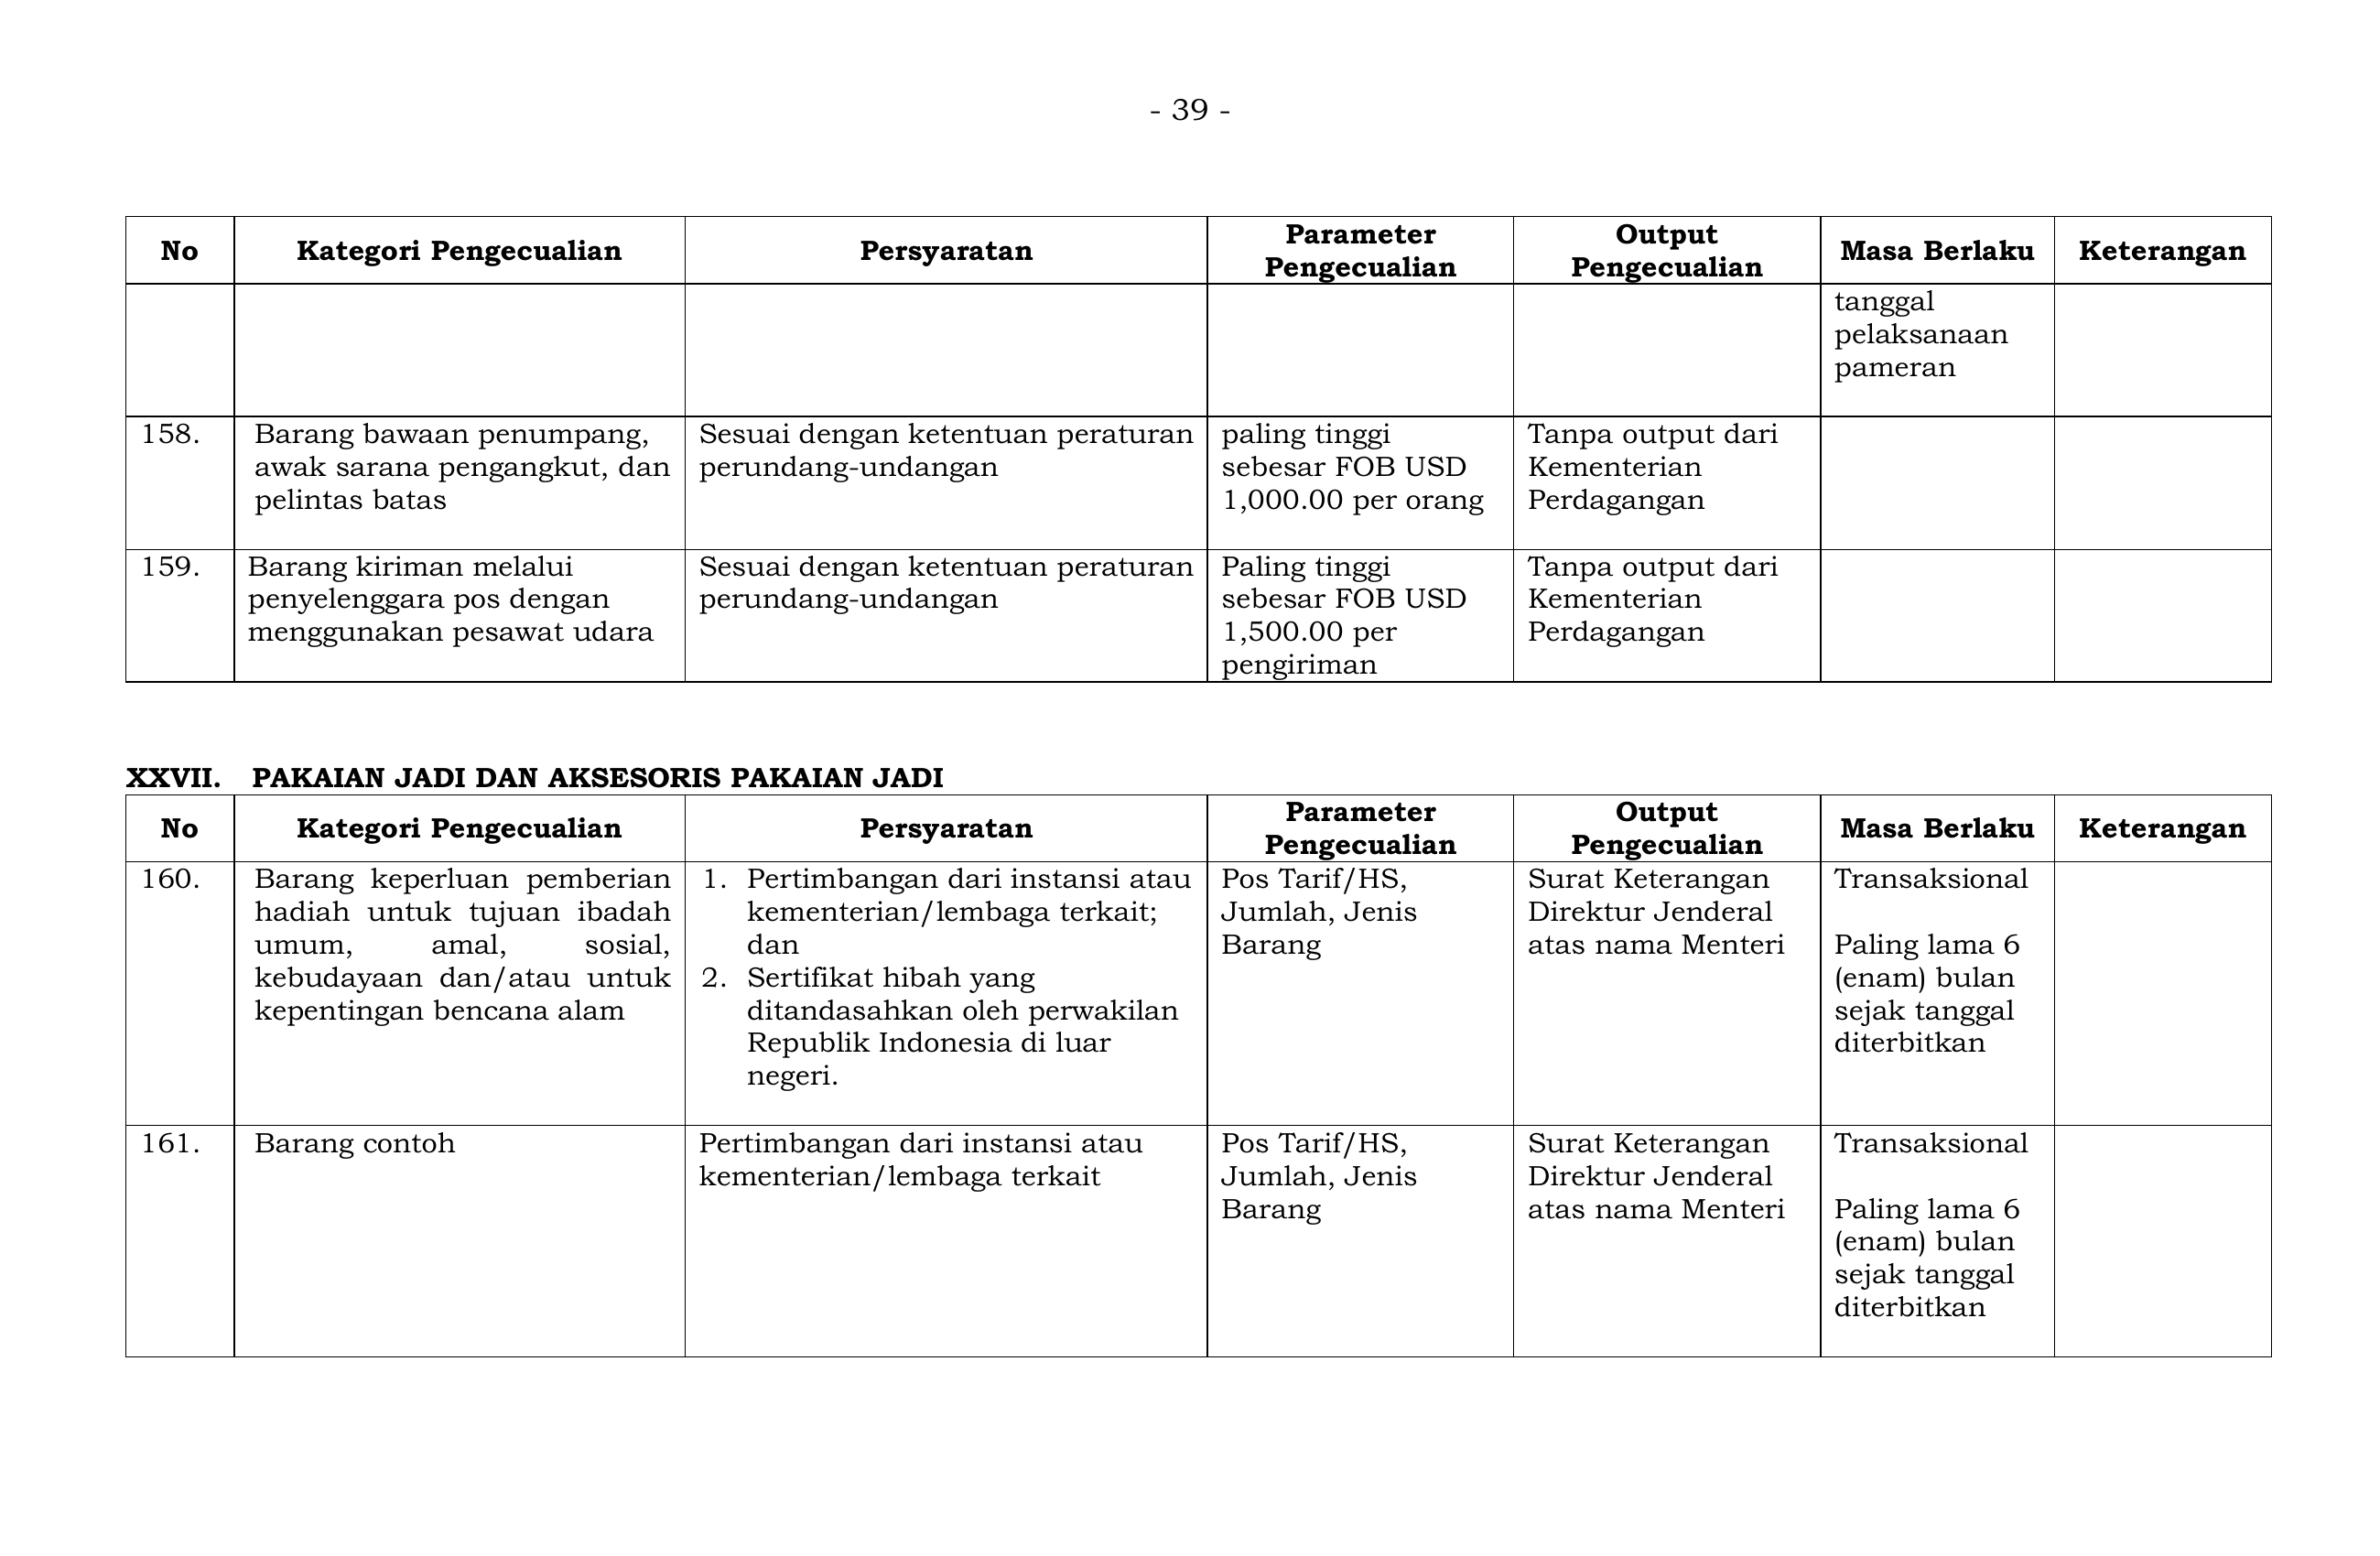 - 39 -
No
Kategori Pengecualian
Persyaratan
Parameter
Pengecualian
Output
Pengecualian
Masa Berlaku
Keterangan
tanggal
pelaksanaan
pameran
158.
Barang bawaan penumpang,
awak sarana pengangkut, dan
pelintas batas
Sesuai dengan ketentuan peraturan
perundang-undangan
paling tinggi
sebesar FOB USD
1,000.00 per orang
Tanpa output dari
Kementerian
Perdagangan
159.
Barang kiriman melalui
penyelenggara pos dengan
menggunakan pesawat udara
Sesuai dengan ketentuan peraturan
perundang-undangan
Paling tinggi
sebesar FOB USD
1,500.00 per
pengiriman
Tanpa output dari
Kementerian
Perdagangan
XXVII. PAKAIAN JADI DAN AKSESORIS PAKAIAN JADI
No
Kategori Pengecualian
Persyaratan
Parameter
Pengecualian
Output
Pengecualian
Masa Berlaku
Keterangan
160.
Barang keperluan pemberian
hadiah untuk tujuan ibadah
umum, amal, sosial,
kebudayaan dan/atau untuk
kepentingan bencana alam
1. Pertimbangan dari instansi atau
kementerian/lembaga terkait;
dan
2. Sertifikat hibah yang
ditandasahkan oleh perwakilan
Republik Indonesia di luar
negeri.
Pos Tarif/HS,
Jumlah, Jenis
Barang
Surat Keterangan
Direktur Jenderal
atas nama Menteri
Transaksional
Paling lama 6
(enam) bulan
sejak tanggal
diterbitkan
161.
Barang contoh
Pertimbangan dari instansi atau
kementerian/lembaga terkait
Pos Tarif/HS,
Jumlah, Jenis
Barang
Surat Keterangan
Direktur Jenderal
atas nama Menteri
Transaksional
Paling lama 6
(enam) bulan
sejak tanggal
diterbitkan